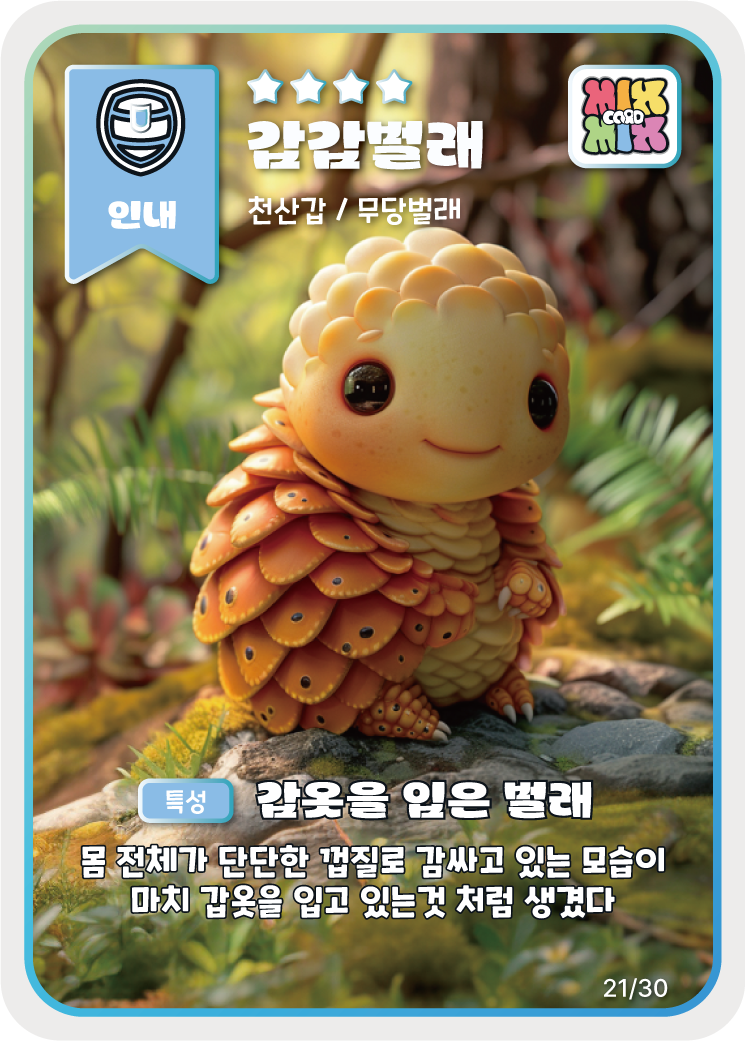 인내
갑갑벌래
천산갑 / 무당벌래
MIX
CARD
MIX
특성
갑옷을 입은 벌래
몸 전체가 단단한 껍질로 감싸고 있는 모습이
마치 갑옷을 입고 있는것 처럼 생겼다
21/30